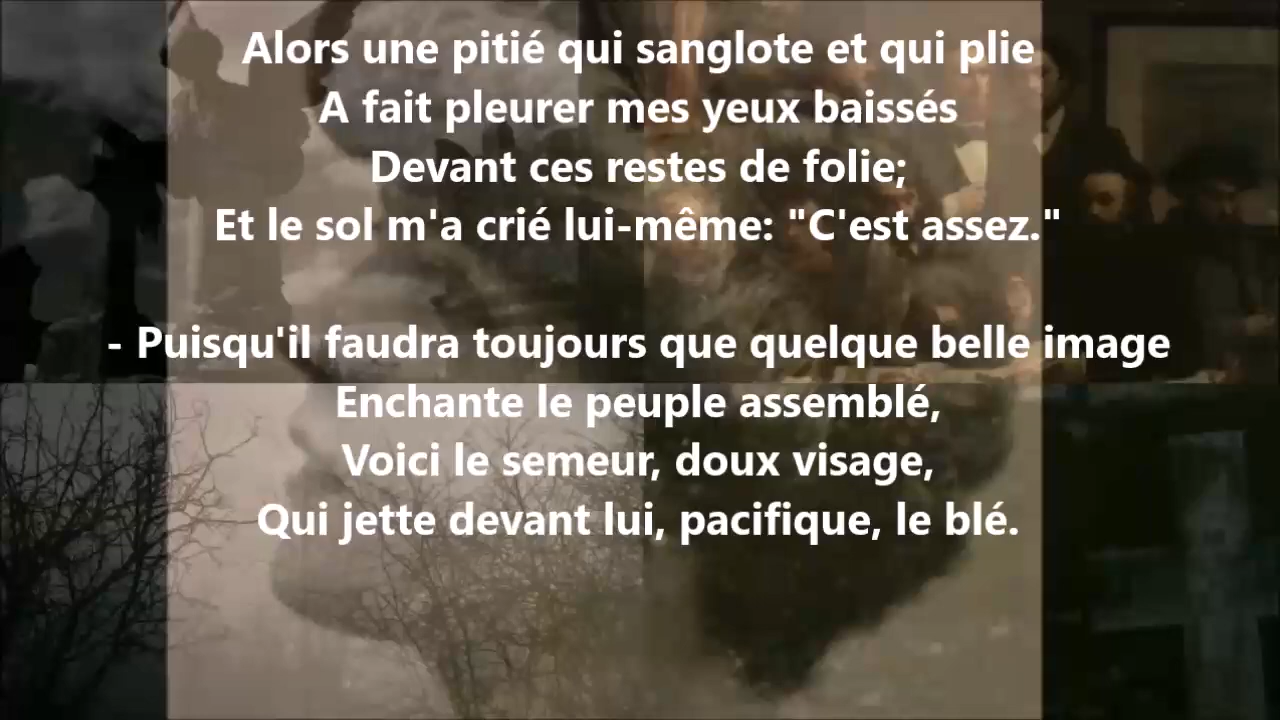 Alors une pitié qui sanglote et qui plie
A fait pleurer mes yeux baissés
Devant ces restes de folie;
Et le sol m'a crié lui-même: "C'est assez."
- Puisqu'il faudra toujours que quelque belle image
Enchante le peuple assemblé,
Voici le semeur, doux visage,
Qui jette devant lui, pacifique, le blé.